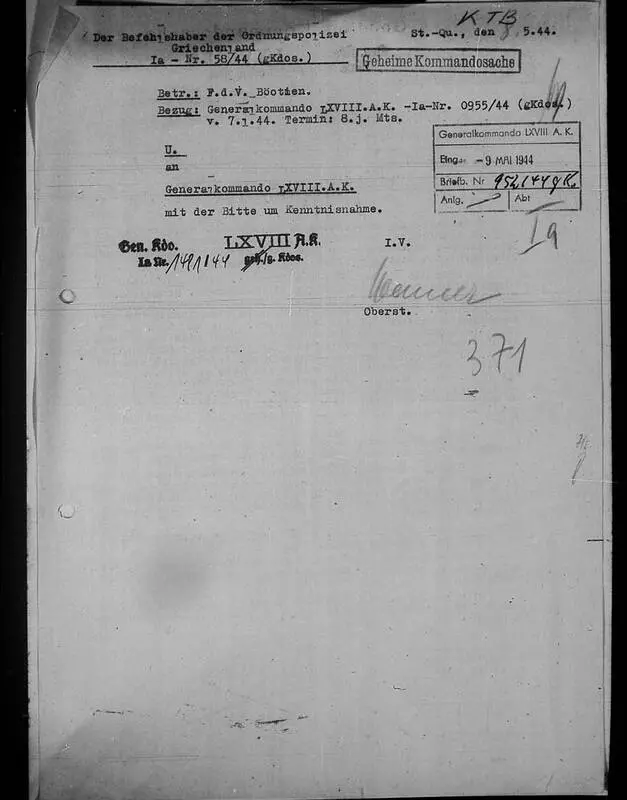 KTB
Der Befehlshaber der Ordnungspolizei
St.-Qu., den 8. 5.44.
Griechenland
Ia - Nr. 58/44 (gKdos.)
Geheime Kommandosache
Betr.: F.d.V. Böotien.
Bezug: Generalkommando LXVIII.A.K. -Ia-Nr. 0955/44 (gKdos.)
v. 7.1.44. Termin: 8.j. Mts.
Generalkommando LXVIII A. K.
Eing.: - 9 MAI 1944
Briefb. Nr 952/44 gK.
Anlg. Abt
Ia
U.
an
Generalkommando LXVIII.A.K.
mit der Bitte um Kenntnisnahme.
Gen. Kdo. LXVIII A.K.
Ia Nr. 1491/44 geh./g. Kdos.
I.V.
Oberst.
371